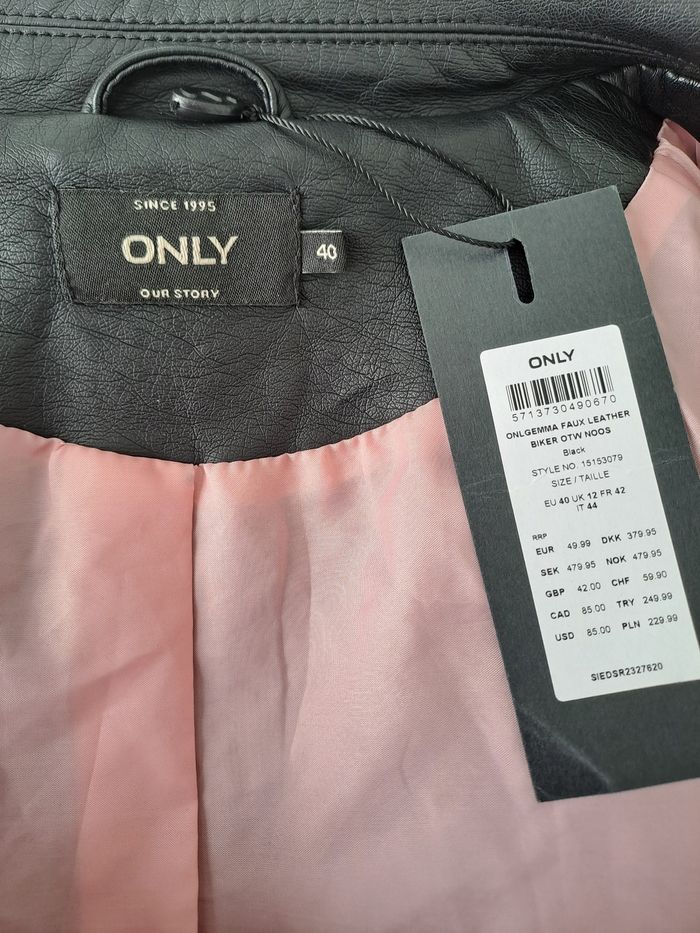 SINCE 1995
ONLY
OUR STORY
40
ONLY
5713730490670
ONLGEMMA FAUX LEATHER
BIKER OTW NOOS
Black
STYLE NO. 15153079
SIZE / TAILLE
EU 40 UK 12 FR 42
IT 44
RRP
EUR 49.99 DKK 379.95
SEK 479.95 NOK 479.95
GBP 42.00 CHF 59.90
CAD 85.00 TRY 249.99
USD 85.00 PLN 229.99
SIEDSR2327620